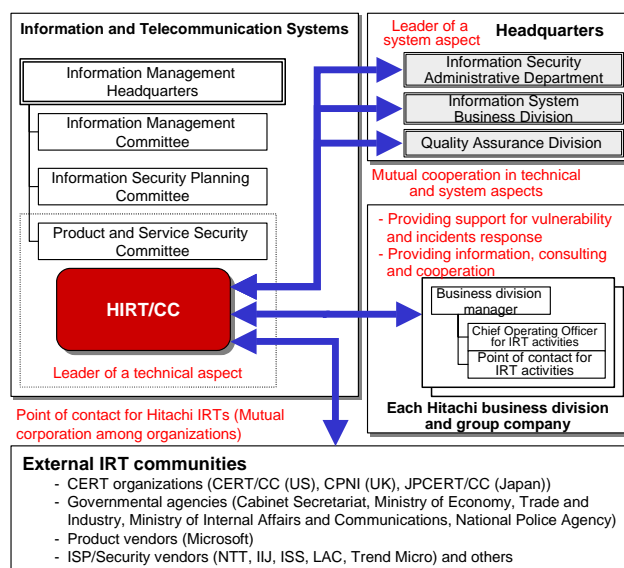 Information and Telecommunication Systems
Information Management
Headquarters
Information Management
Committee
Information Security Planning
Committee
Product and Service Security
Committee
HIRT/CC
Leader of a technical aspect
Leader of a
system aspect
Headquarters
Information Security
Administrative Department
Information System
Business Division
Quality Assurance Division
Mutual cooperation in technical
and system aspects
- Providing support for vulnerability
and incidents response
- Providing information, consulting
and cooperation
Business division
manager
Chief Operating Officer
for IRT activities
Point of contact for
IRT activities
Each Hitachi business division
and group company
Point of contact for Hitachi IRTs (Mutual
corporation among organizations)
External IRT communities
- CERT organizations (CERT/CC (US), CPNI (UK), JPCERT/CC (Japan))
- Governmental agencies (Cabinet Secretariat, Ministry of Economy, Trade and
Industry, Ministry of Internal Affairs and Communications, National Police Agency)
- Product vendors (Microsoft)
- ISP/Security vendors (NTT, IIJ, ISS, LAC, Trend Micro) and others